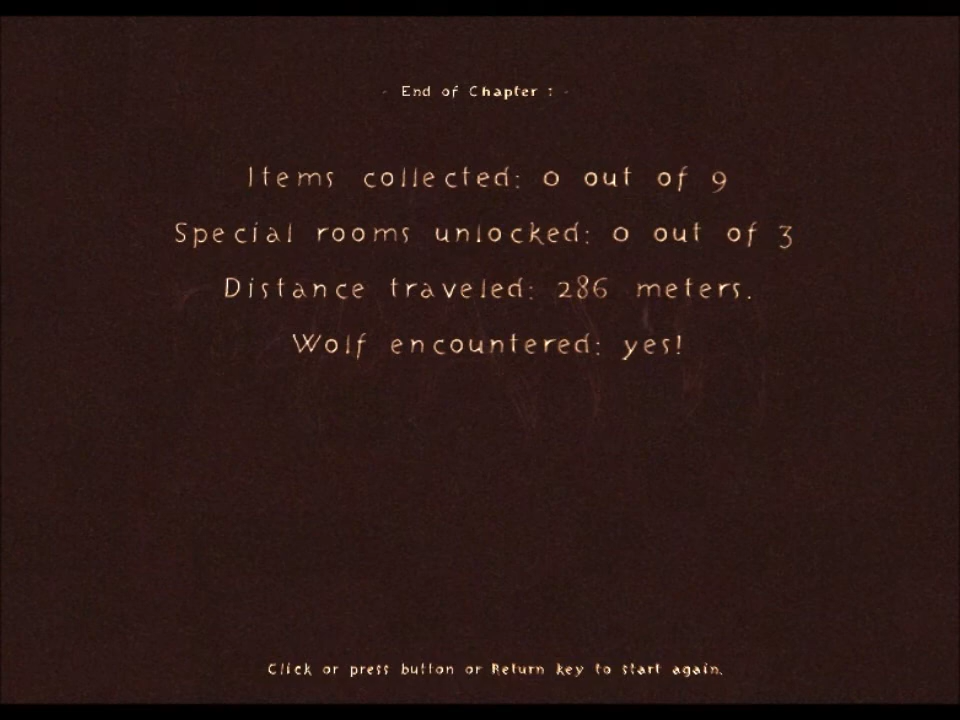 - End of Chapter 1 -
Items collected: 0 out of 9
Special rooms unlocked: 0 out of 3
Distance traveled: 286 meters.
Wolf encountered: yes!
Click or press button or Return key to start again.